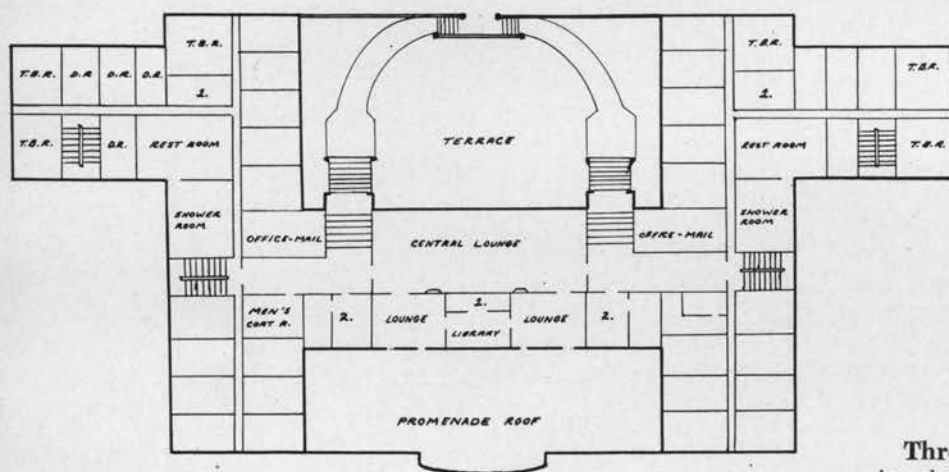 T.B.R.
T.B.R.
T.B.R.
D.R
D.R.
D.R
1.
1.
T.B.R.
T.B.R.
D.R.
REST ROOM
TERRACE
REST ROOM
T.B.R.
SHOWER
ROOM
SHOWER
ROOM
OFFICE-MAIL
CENTRAL LOUNGE
OFFICE-MAIL
MEN'S
COAT R.
2.
LOUNGE
1.
LIBRARY
LOUNGE
2.
PROMENADE ROOF
Thr